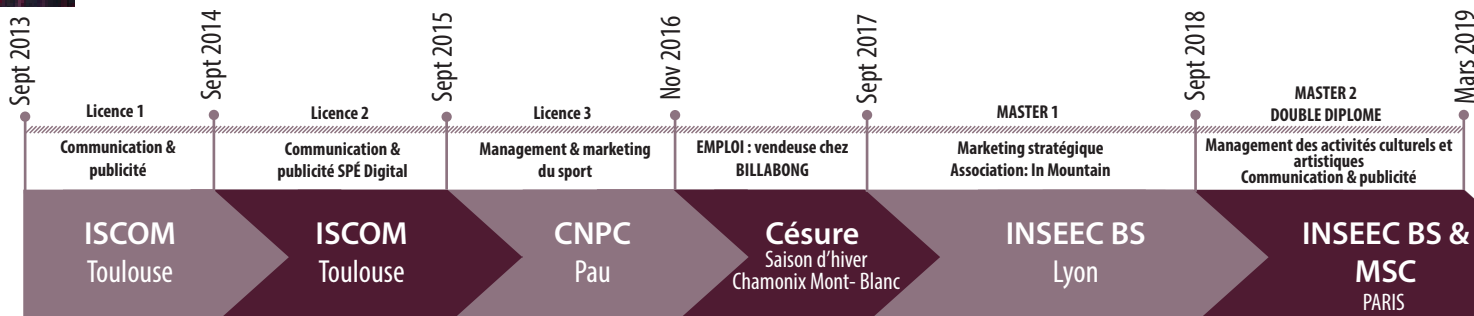 Sept 2013
Sept 2014
Sept 2015
Nov 2016
Sept 2017
Sept 2018
Mars 2019
Licence 1
Communication &
publicité
ISCOM
Toulouse
Licence 2
Communication &
publicité SPÉ Digital
ISCOM
Toulouse
Licence 3
Management & marketing
du sport
CNPC
Pau
EMPLOI : vendeuse chez
BILLABONG
Césure
Saison d’hiver
Chamonix Mont- Blanc
MASTER 1
Marketing stratégique
Association: In Mountain
INSEEC BS
Lyon
MASTER 2
DOUBLE DIPLOME
Management des activités culturels et
artistiques
Communication & publicité
INSEEC BS &
MSC
PARIS